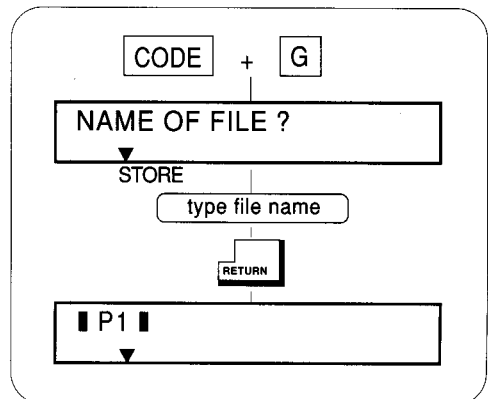 CODE + G
NAME OF FILE ?
STORE
type file name
RETURN
P1